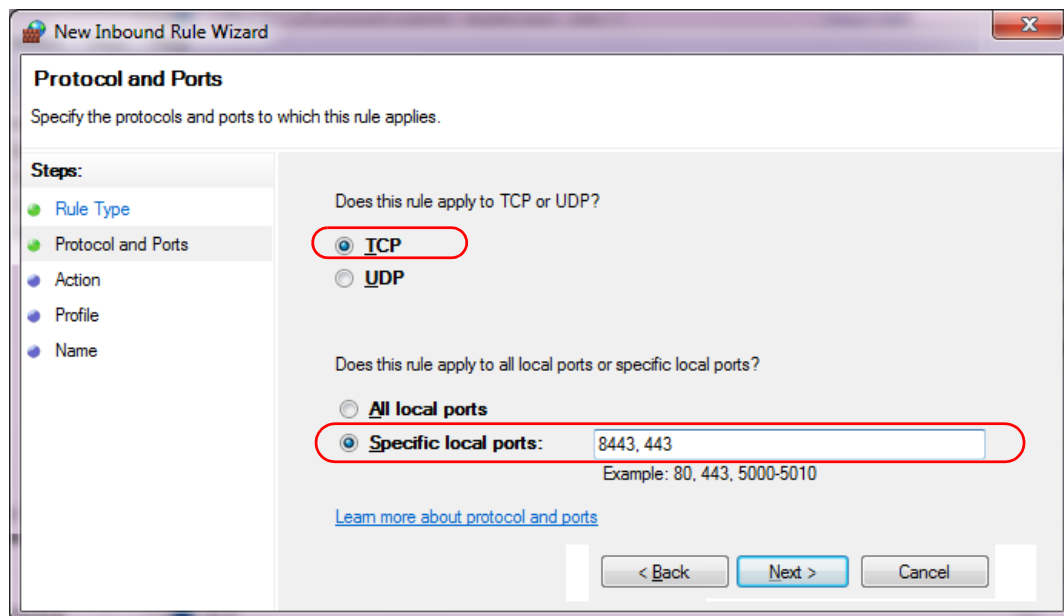 New Inbound Rule Wizard
Protocol and Ports
Specify the protocols and ports to which this rule applies.
Steps:
Rule Type
Protocol and Ports
Action
Profile
Name
Does this rule apply to TCP or UDP?
TCP
UDP
Does this rule apply to all local ports or specific local ports?
All local ports
Specific local ports: 8443, 443
Example: 80, 443, 5000-5010
Learn more about protocol and ports
< Back Next > Cancel